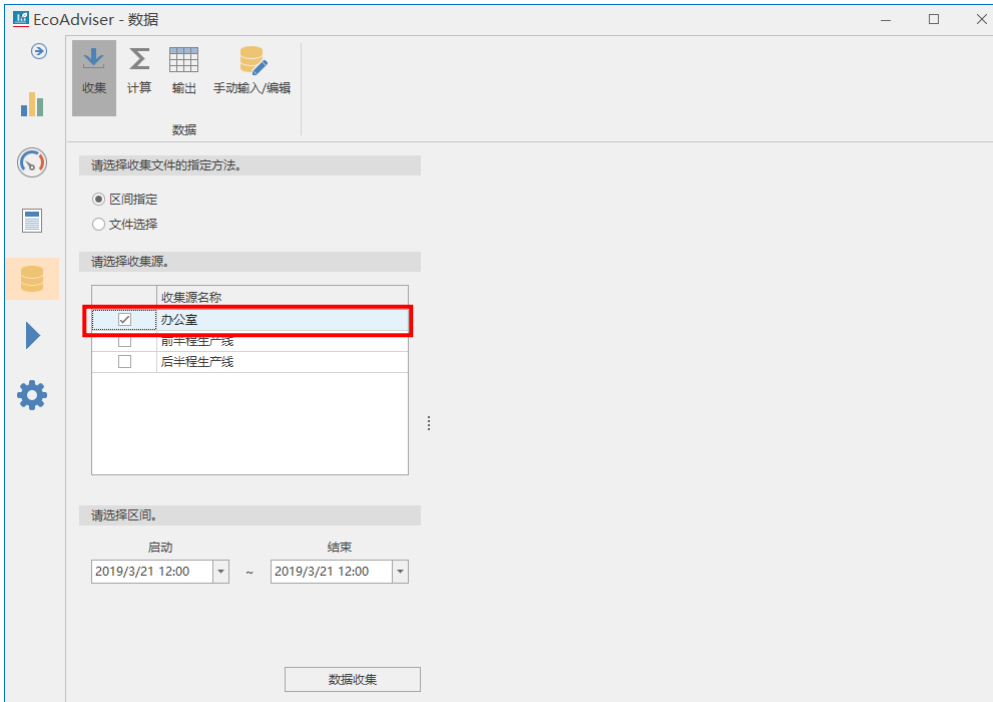 EcoAdviser - 数据
收集 计算 输出 手动输入/编辑
数据
请选择收集文件的指定方法。
区间指定
文件选择
请选择收集源。
收集源名称
办公室
前半程生产线
后半程生产线
请选择区间。
启动 结束
2019/3/21 12:00 ~ 2019/3/21 12:00
数据收集